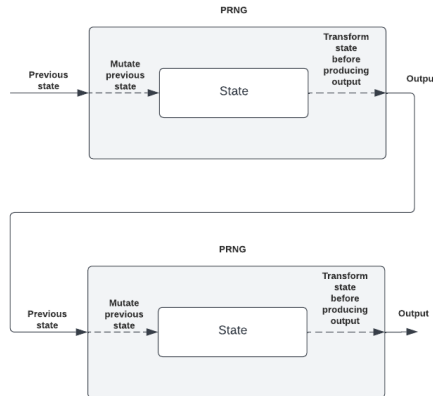 PRNG
Transform
state
before
producing
output
Previous
state
Mutate
previous
state
State
Outpu
PRNG
Transform
state
before
producing
output
Previous
state
Mutate
previous
state
State
Output